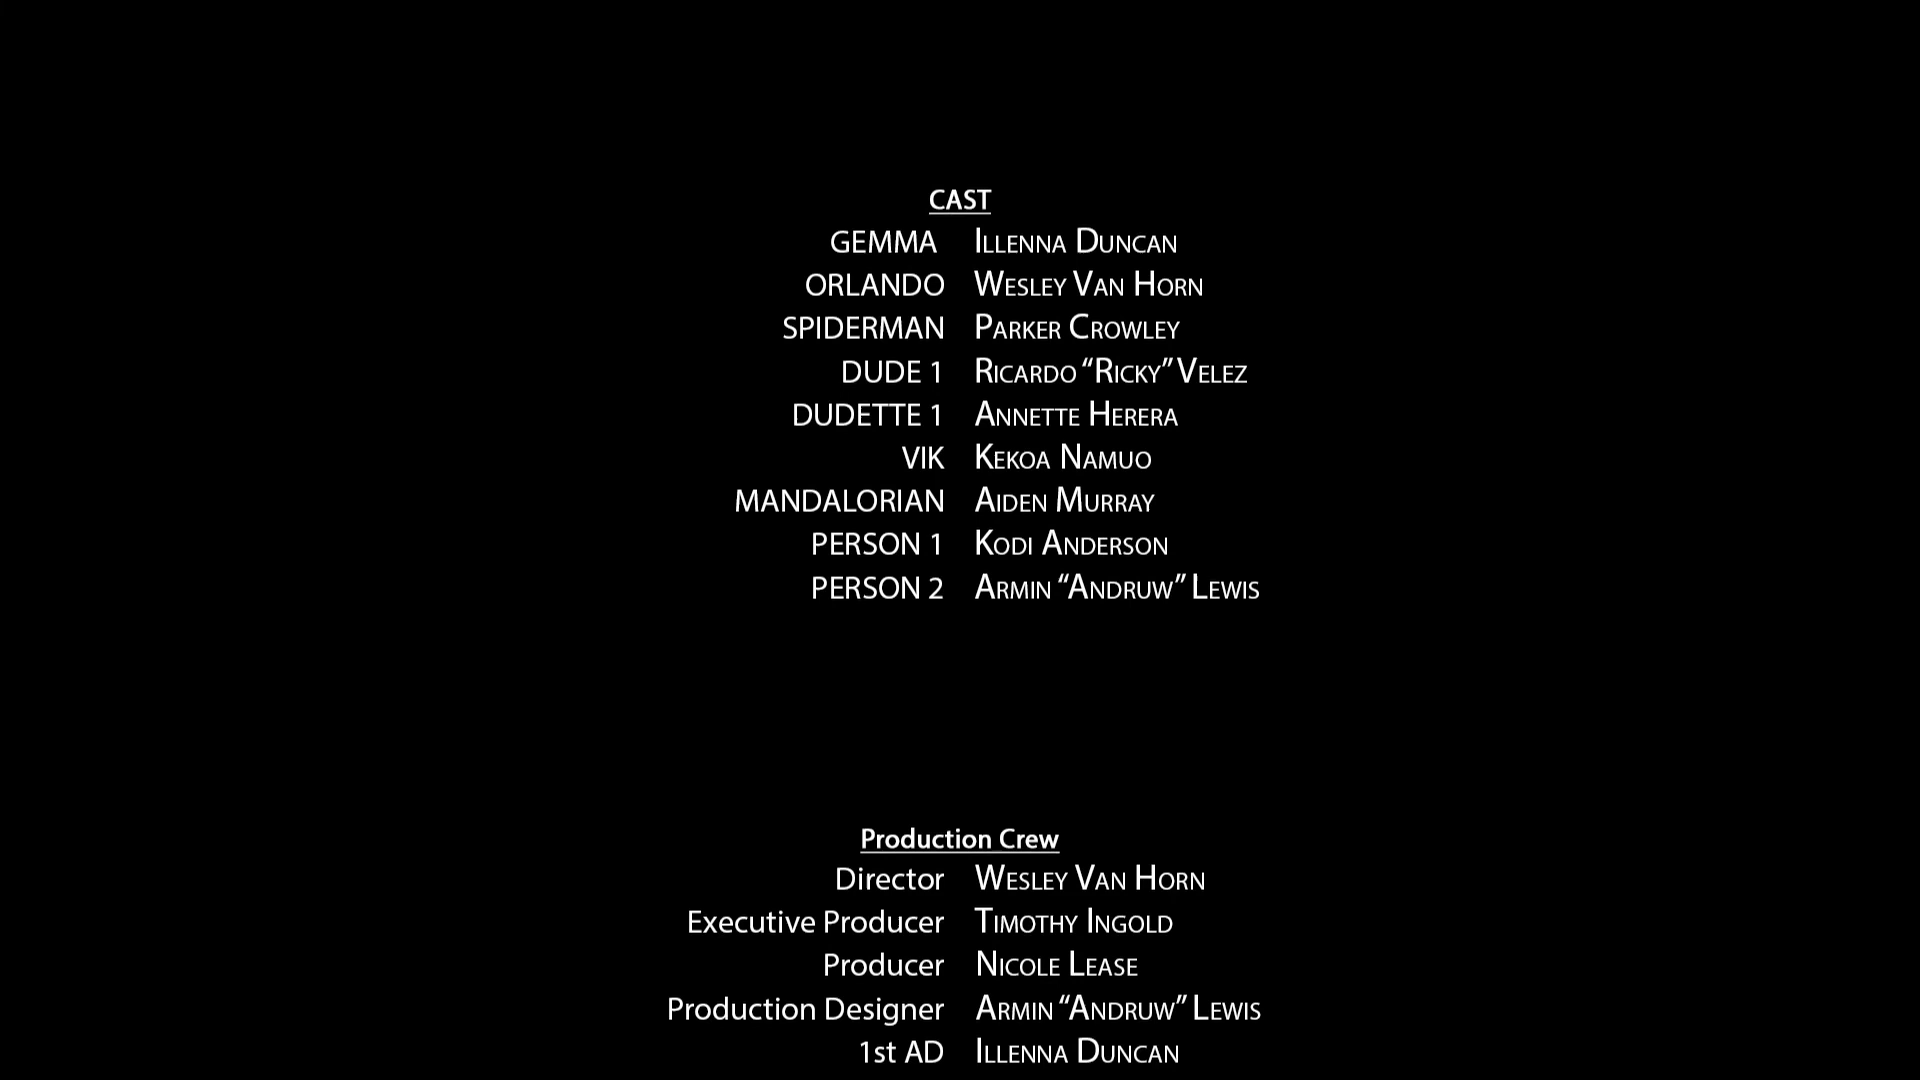 CAST
GEMMA Illenna Duncan
ORLANDO Wesley Van Horn
SPIDERMAN Parker Crowley
DUDE 1 Ricardo “Ricky” Velez
DUDETTE 1 Annette Herera
VIK Kekoa Namuo
MANDALORIAN Aiden Murray
PERSON 1 Kodi Anderson
PERSON 2 Armin “Andruw” Lewis
Production Crew
Director Wesley Van Horn
Executive Producer Timothy Ingold
Producer Nicole Lease
Production Designer Armin “Andruw” Lewis
1st AD Illenna Duncan